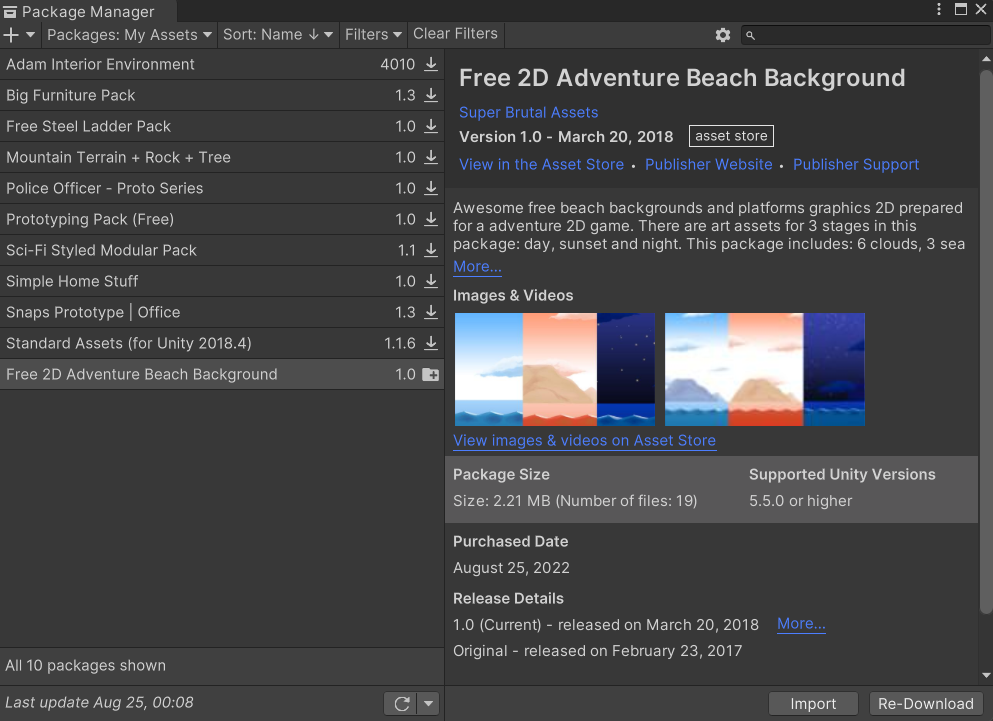 Package Manager
Packages: My Assets Sort: Name ↓ Filters Clear Filters
Adam Interior Environment 4010
Big Furniture Pack 1.3
Free Steel Ladder Pack 1.0
Mountain Terrain + Rock + Tree 1.0
Police Officer - Proto Series 1.0
Prototyping Pack (Free) 1.0
Sci-Fi Styled Modular Pack 1.1
Simple Home Stuff 1.0
Snaps Prototype | Office 1.3
Standard Assets (for Unity 2018.4) 1.1.6
Free 2D Adventure Beach Background 1.0
All 10 packages shown
Last update Aug 25, 00:08
Free 2D Adventure Beach Background
Super Brutal Assets
Version 1.0 - March 20, 2018 asset store
View in the Asset Store • Publisher Website • Publisher Support
Awesome free beach backgrounds and platforms graphics 2D prepared
for a adventure 2D game. There are art assets for 3 stages in this
package: day, sunset and night. This package includes: 6 clouds, 3 sea
More...
Images & Videos
View images & videos on Asset Store
Package Size Supported Unity Versions
Size: 2.21 MB (Number of files: 19) 5.5.0 or higher
Purchased Date
August 25, 2022
Release Details
1.0 (Current) - released on March 20, 2018 More...
Original - released on February 23, 2017
Import Re-Download